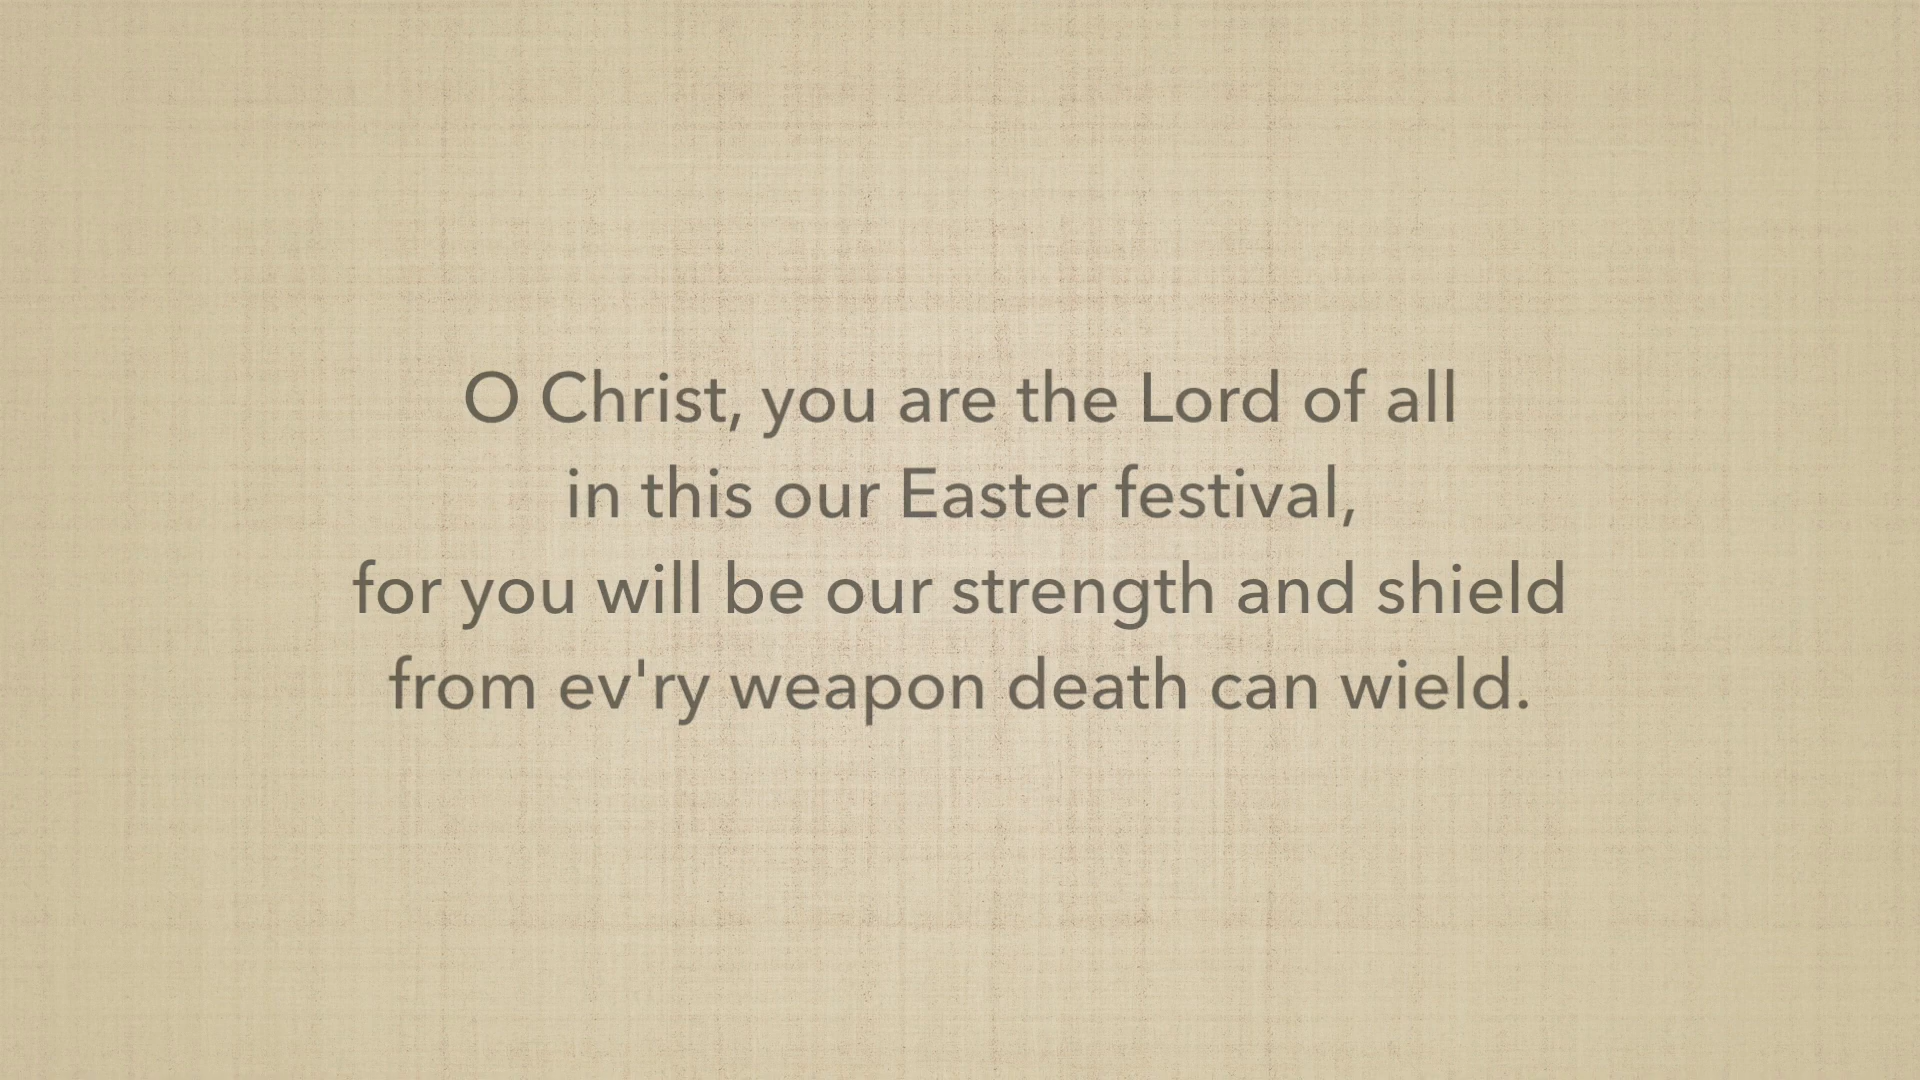 O Christ, you are the Lord of all
in this our Easter festival,
for you will be our strength and shield
from ev'ry weapon death can wield.